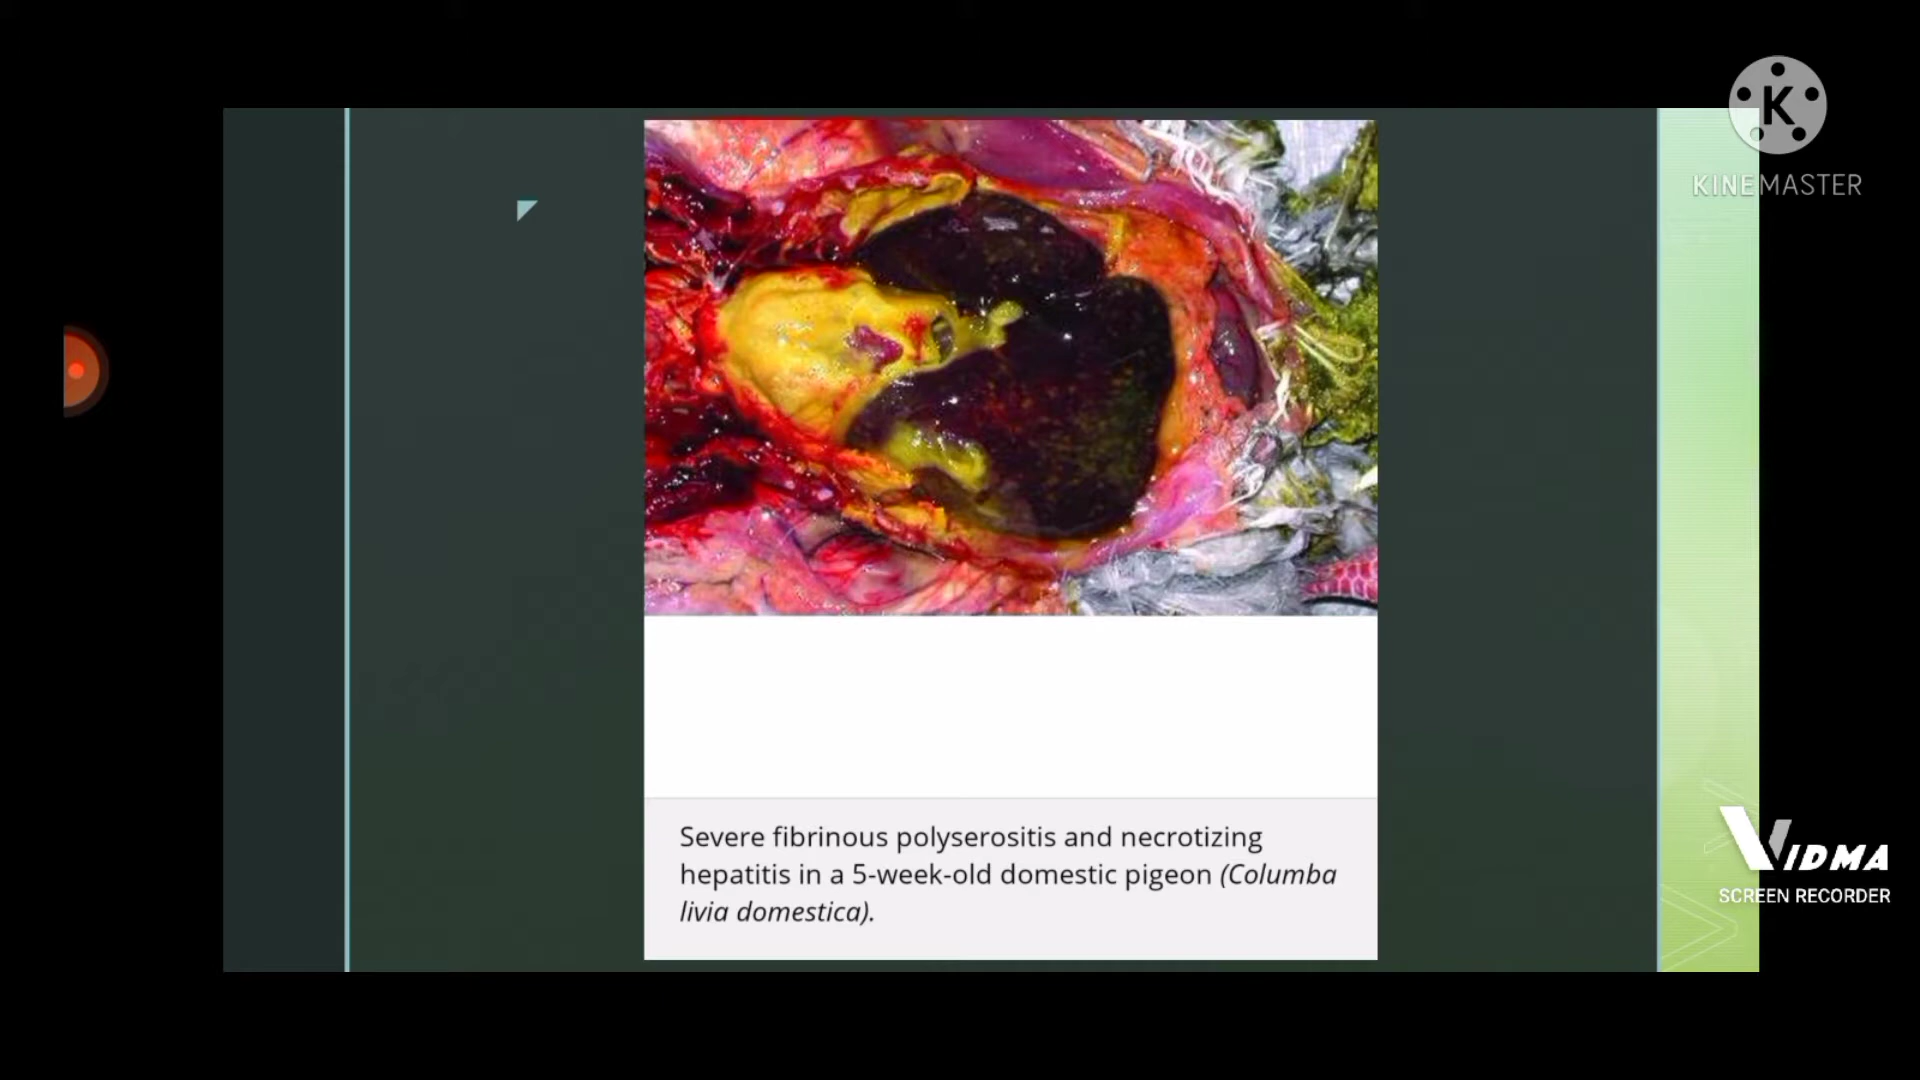 K
KINEMASTER
Severe fibrinous polyserositis and necrotizing
hepatitis in a 5-week-old domestic pigeon (Columba
livia domestica).
VIDMA
SCREEN RECORDER